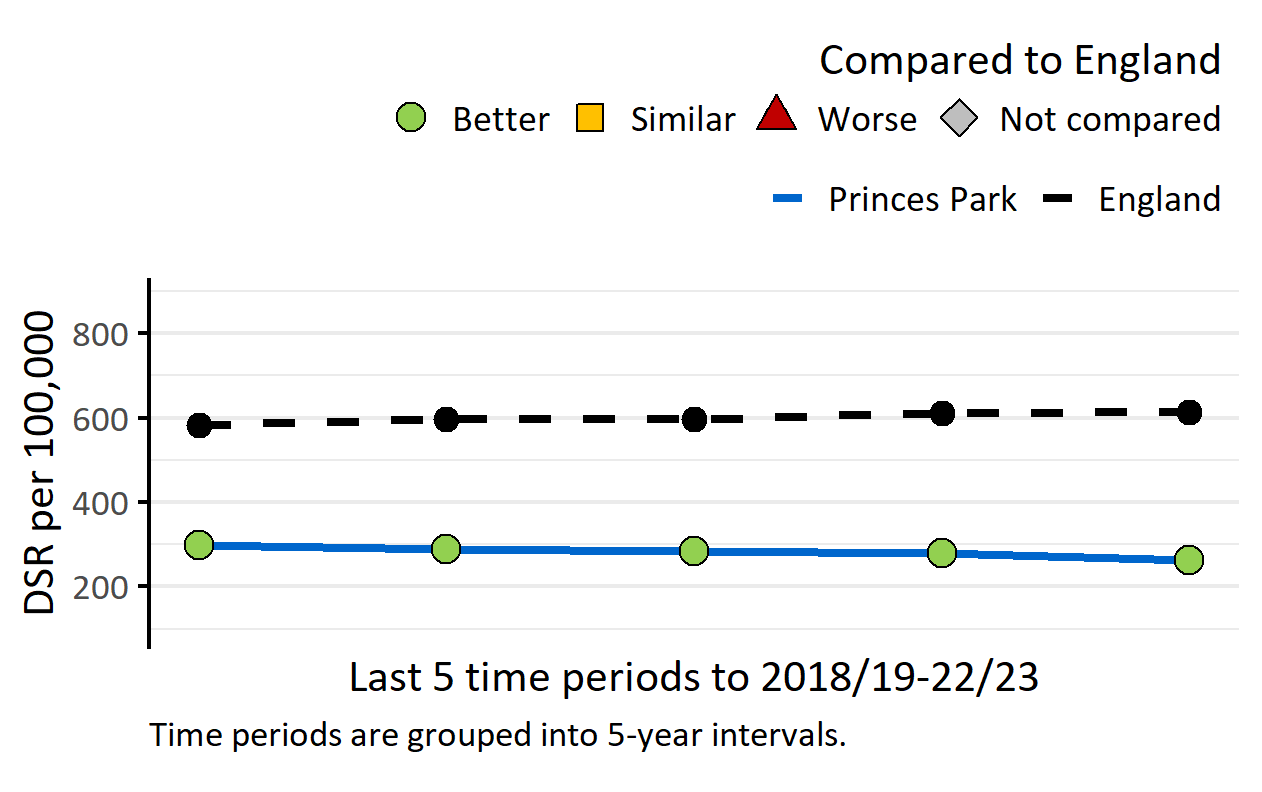 Compared to England
Better Similar Worse Not compared
Princes Park England
DSR per 100,000
800
600
400
200
Last 5 time periods to 2018/19-22/23
Time periods are grouped into 5-year intervals.